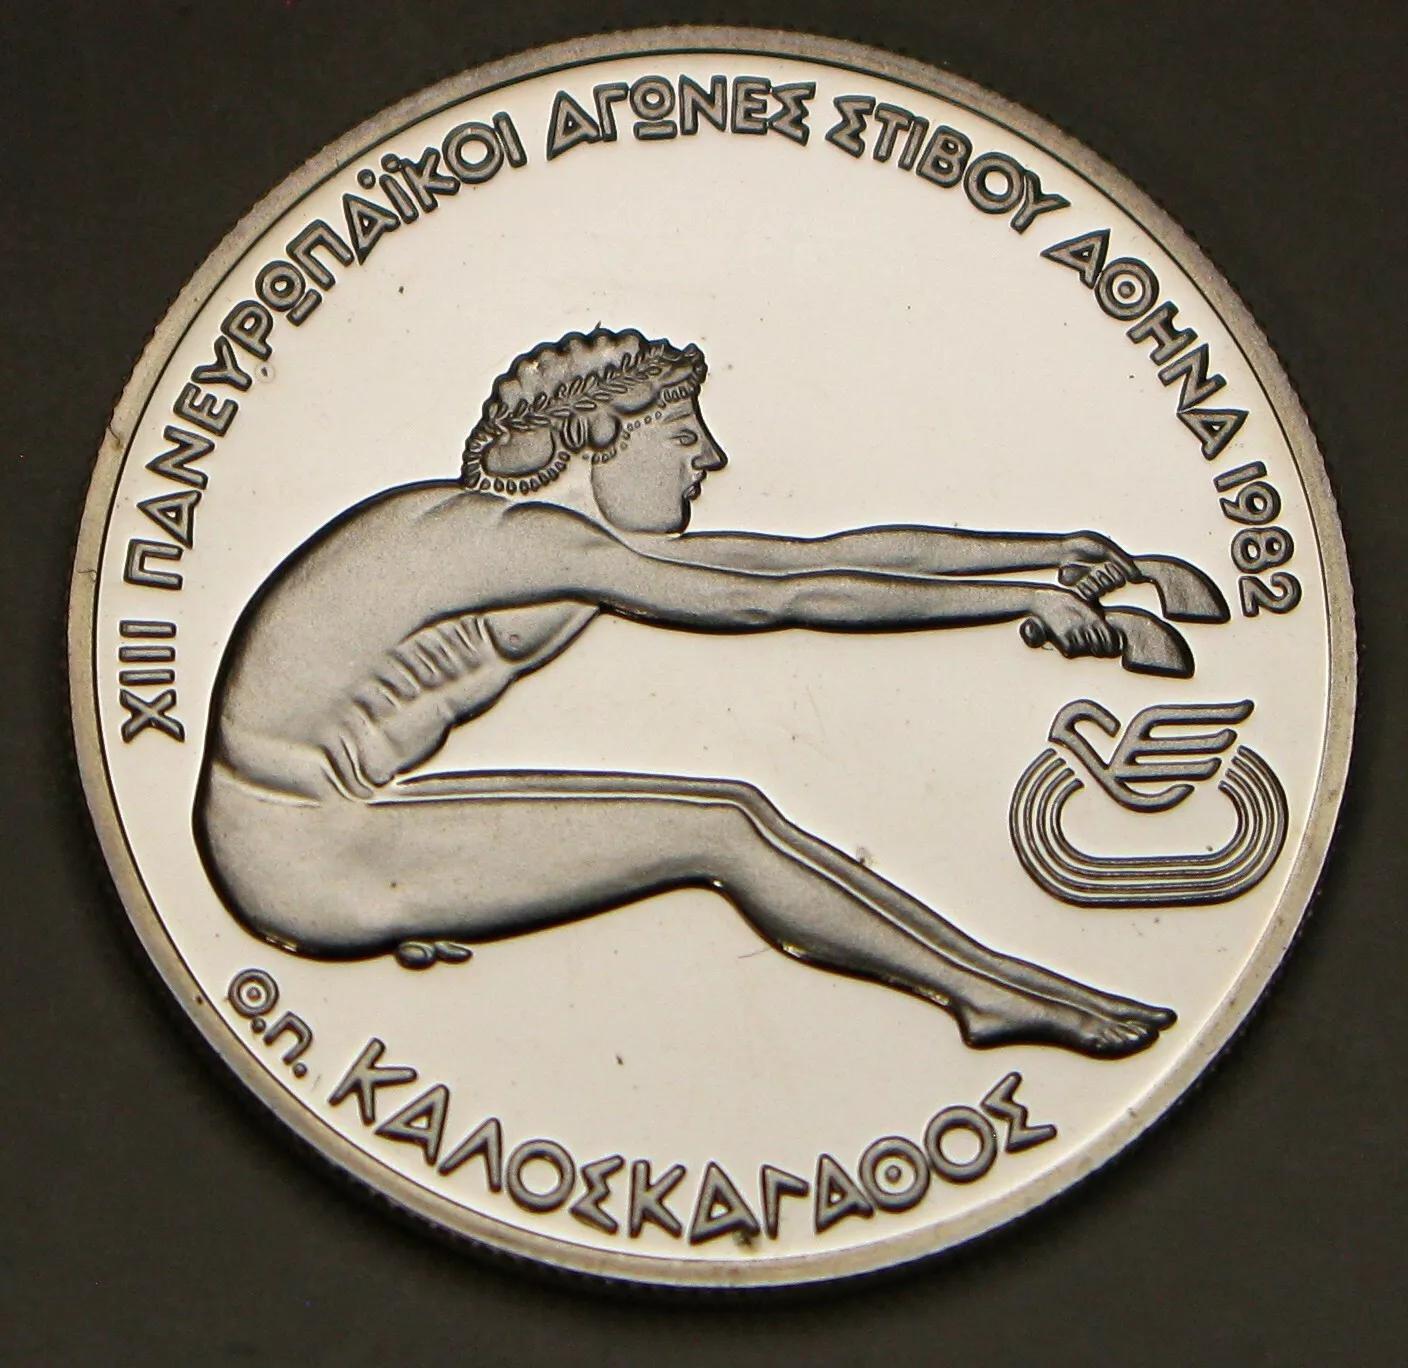 XIII ΠΑΝΕΥΡΩΠΑΪΚΟΙ ΑΓΩΝΕΣ ΣΤΙΒΟΥ ΑΘΗΝΑ 1982
Θ.Π. ΚΑΛΟΣΚΑΓΑΘΟΣ